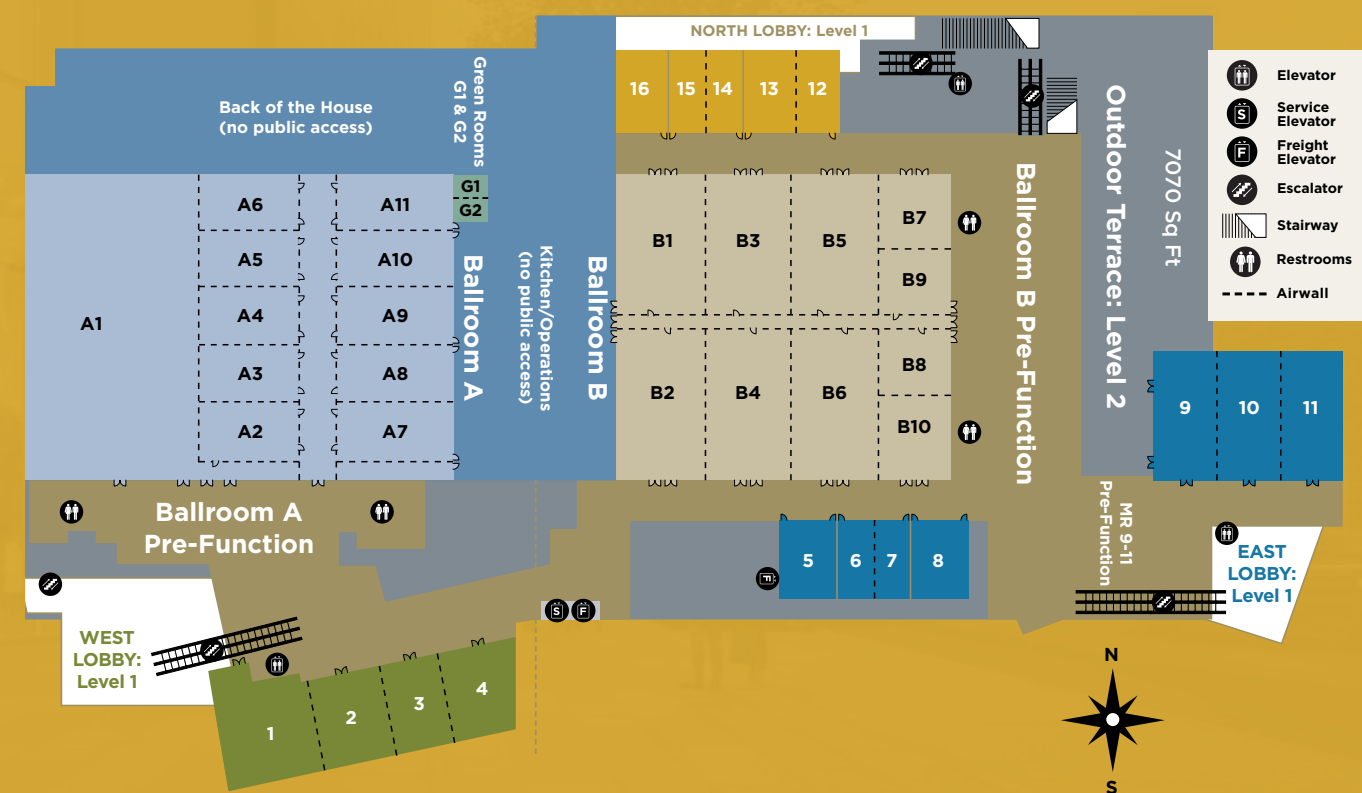 NORTH LOBBY: Level 1
16
15
14
13
12
Back of the House
(no public access)
Green Rooms
G1 & G2
A1
A6
A5
A4
A3
A2
A11
A10
A9
A8
A7
G1
G2
Ballroom A
Kitchen/Operations
(no public access)
Ballroom B
B1
B3
B5
B7
B9
B2
B4
B6
B8
B10
Ballroom B Pre-Function
Outdoor Terrace: Level 2
7070 Sq Ft
Elevator
S
Service
Elevator
F
Freight
Elevator
Escalator
Stairway
Restrooms
Airwall
9
10
11
MR 9-11
Pre-Function
EAST
LOBBY:
Level 1
Ballroom A
Pre-Function
5
6
7
8
F
S
F
WEST
LOBBY:
Level 1
1
2
3
4
N
S